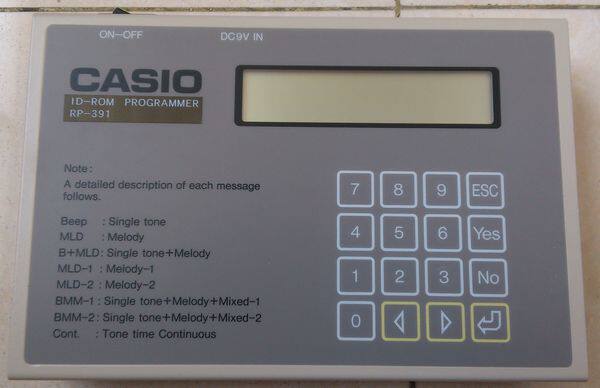 ON–OFF DC9V IN
CASIO
ID-ROM PROGRAMMER
RP-391
Note:
A detailed description of each message
follows.
Beep : Single tone
MLD : Melody
B+MLD: Single tone+Melody
MLD-1 : Melody-1
MLD-2 : Melody-2
BMM-1: Single tone+Melody+Mixed-1
BMM-2: Single tone+Melody+Mixed-2
Cont. : Tone time Continuous
7 8 9 ESC
4 5 6 Yes
1 2 3 No
0